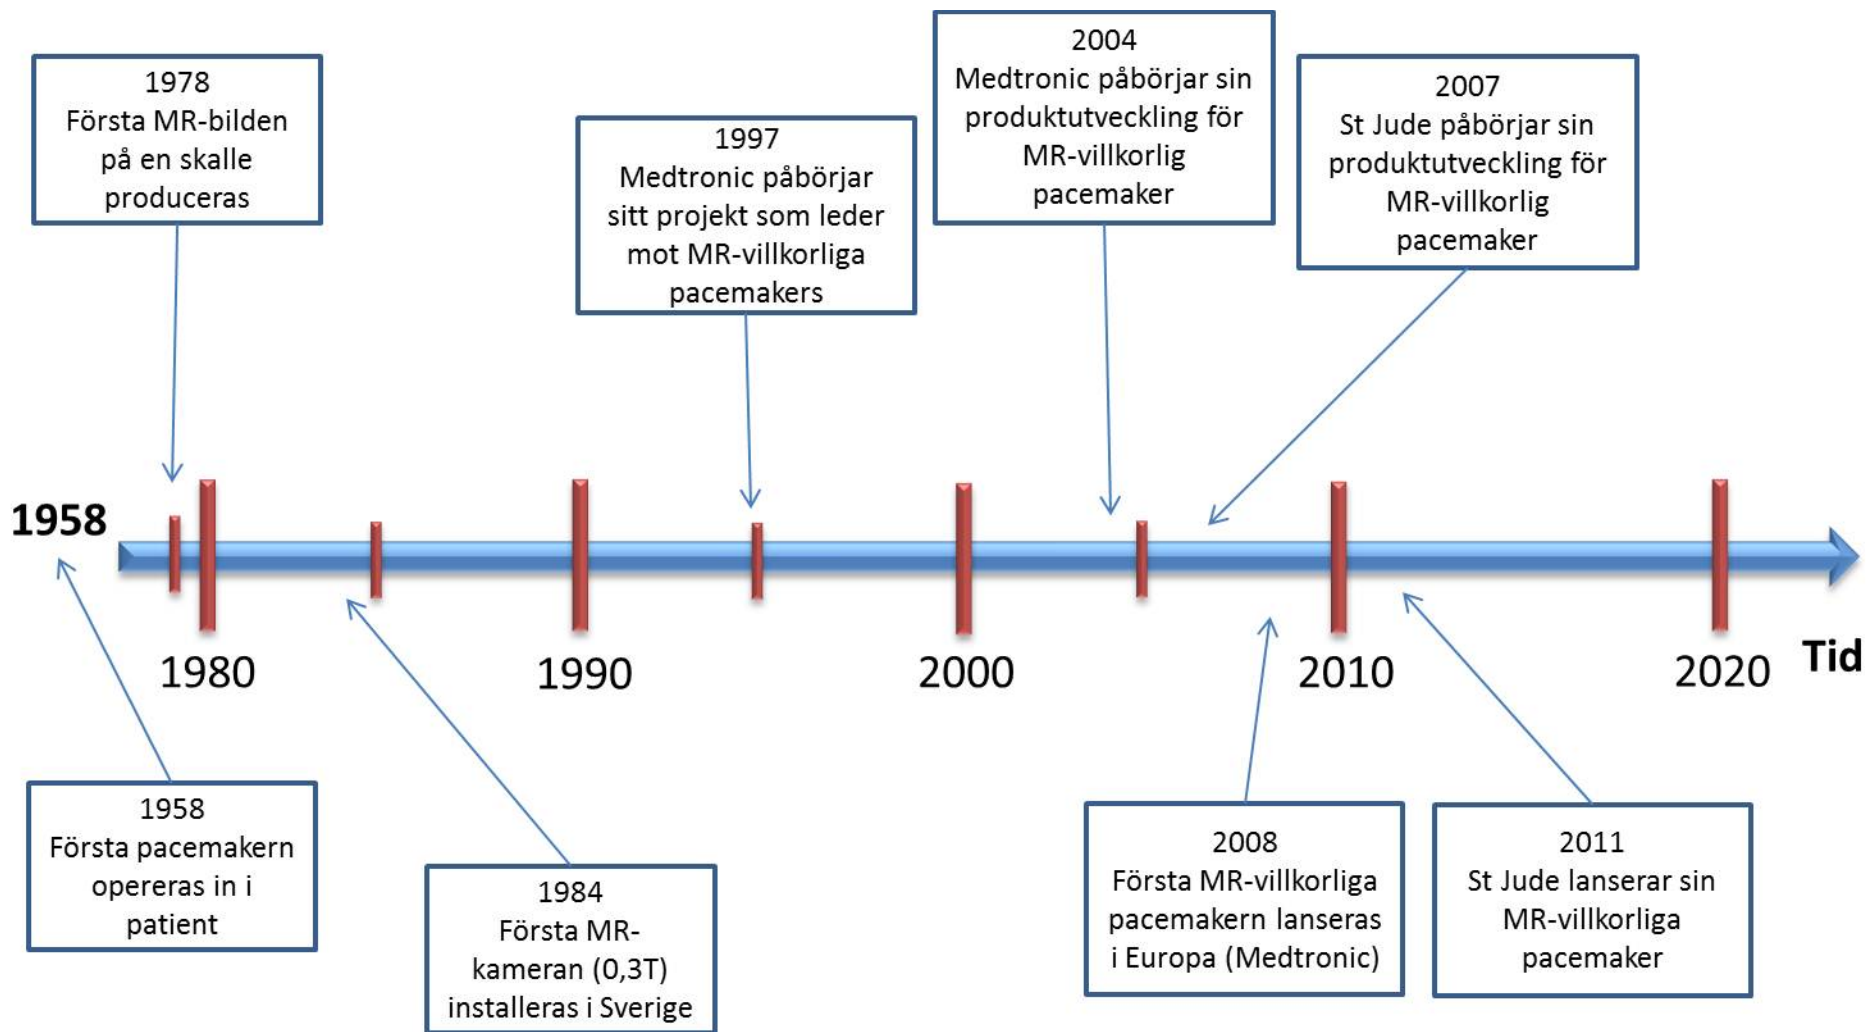 1978
Första MR-bilden
på en skalle
produceras
1997
Medtronic påbörjar
sitt projekt som leder
mot MR-villkorliga
pacemakers
2004
Medtronic påbörjar sin
produktutveckling för
MR-villkorlig
pacemaker
2007
St Jude påbörjar sin
produktutveckling för
MR-villkorlig
pacemaker
1958
1980
1990
2000
2010
2020
Tid
1958
Första pacemakern
opereras in i
patient
1984
Första MR-
kameran (0,3T)
installeras i Sverige
2008
Första MR-villkorliga
pacemakern lanseras
i Europa (Medtronic)
2011
St Jude lanserar sin
MR-villkorliga
pacemaker